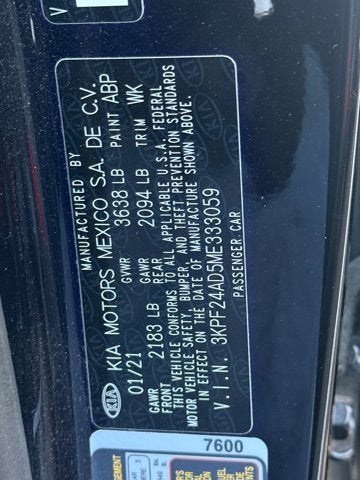 MANUFACTURED BY
KIA KIA MOTORS MEXICO S.A. DE C.V.
01/21 GVWR 3638 LB PAINT ABP
GAWR FRONT 2183 LB GAWR REAR 2094 LB TRIM WK
THIS VEHICLE CONFORMS TO ALL APPLICABLE U.S.A. FEDERAL
MOTOR VEHICLE SAFETY, BUMPER, AND THEFT PREVENTION STANDARDS
IN EFFECT ON THE DATE OF MANUFACTURE SHOWN ABOVE.
V.I.N. 3KPF24AD5ME333059
PASSENGER CAR
7600
V